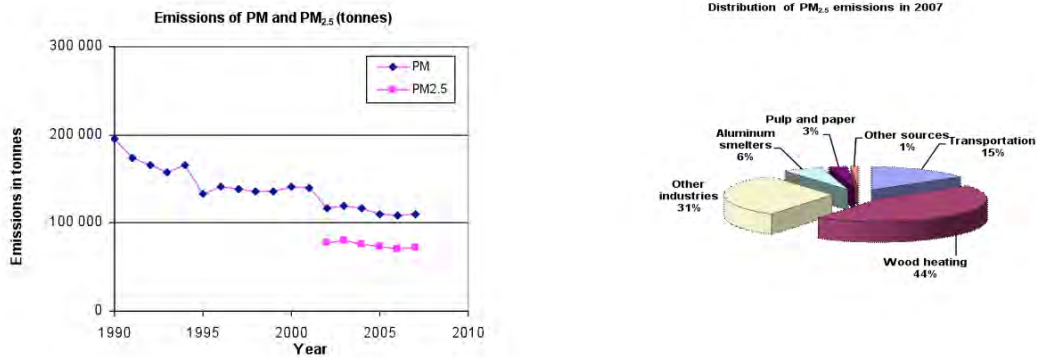 Emissions of PM and PM2.5 (tonnes)
300 000
200 000
100 000
0
Emissions in tonnes
PM
PM2.5
1990
1995
2000
2005
2010
Year
Distribution of PM2.5 emissions in 2007
Pulp and paper
3%
Aluminum
smelters
6%
Other sources
1%
Transportation
15%
Other
industries
31%
Wood heating
44%